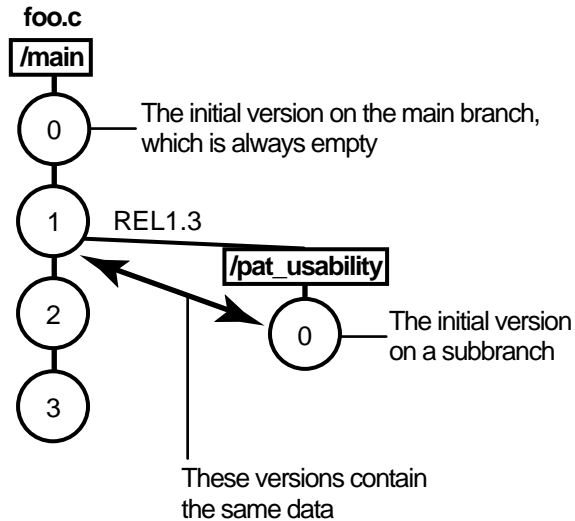 foo.c
/main
0
The initial version on the main branch,
which is always empty
1
REL1.3
/pat_usability
2
0
The initial version
on a subbranch
3
These versions contain
the same data